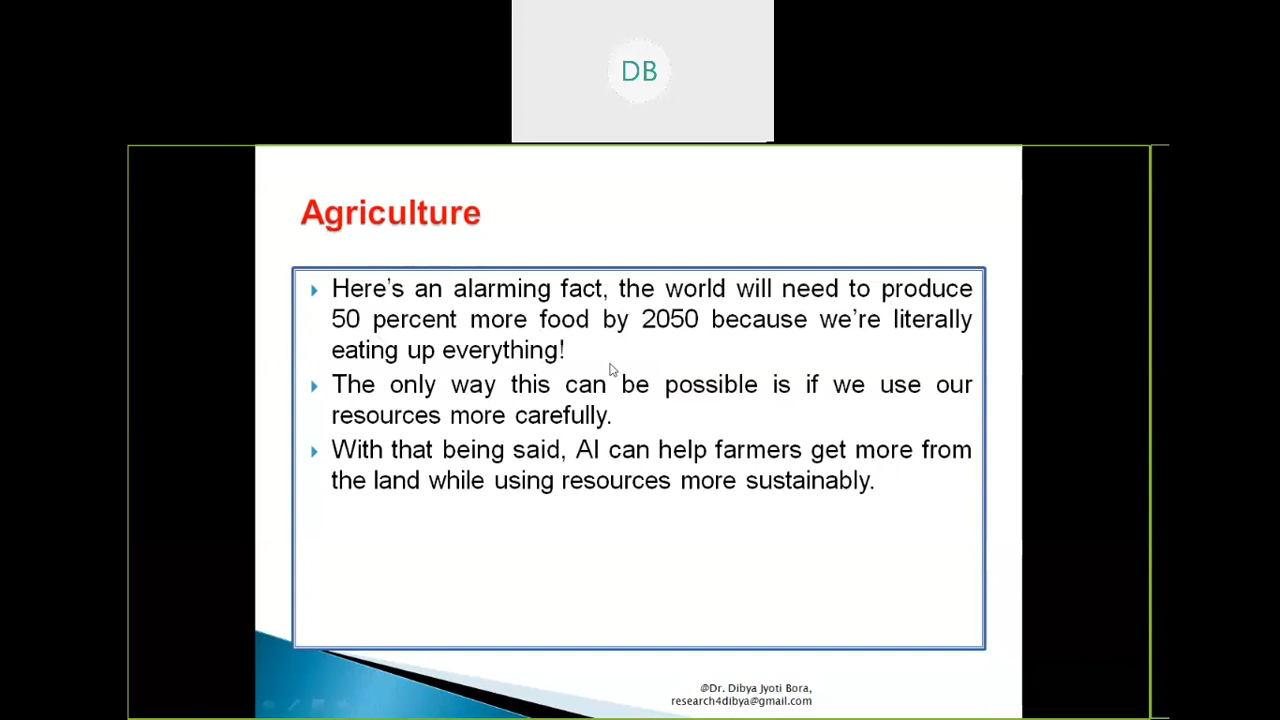 DB
Agriculture
Here's an alarming fact, the world will need to produce
50 percent more food by 2050 because we're literally
eating up everything!
The only way this can be possible is if we use our
resources more carefully.
With that being said, AI can help farmers get more from
the land while using resources more sustainably.
@Dr. Dibya Jyoti Bora,
research4dibya@gmail.com